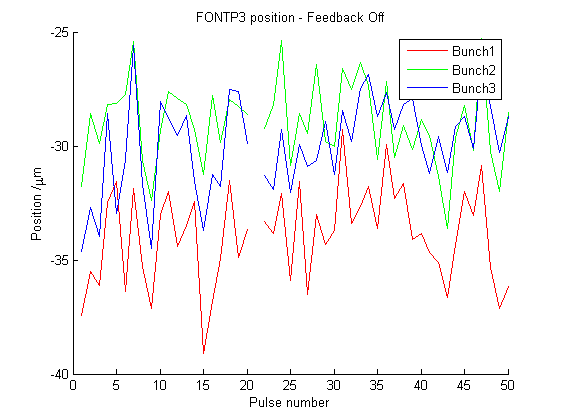 FONTP3 position - Feedback Off
Bunch1
Bunch2
Bunch3
Position /μm
-25
-30
-35
-40
0 5 10 15 20 25 30 35 40 45 50
Pulse number